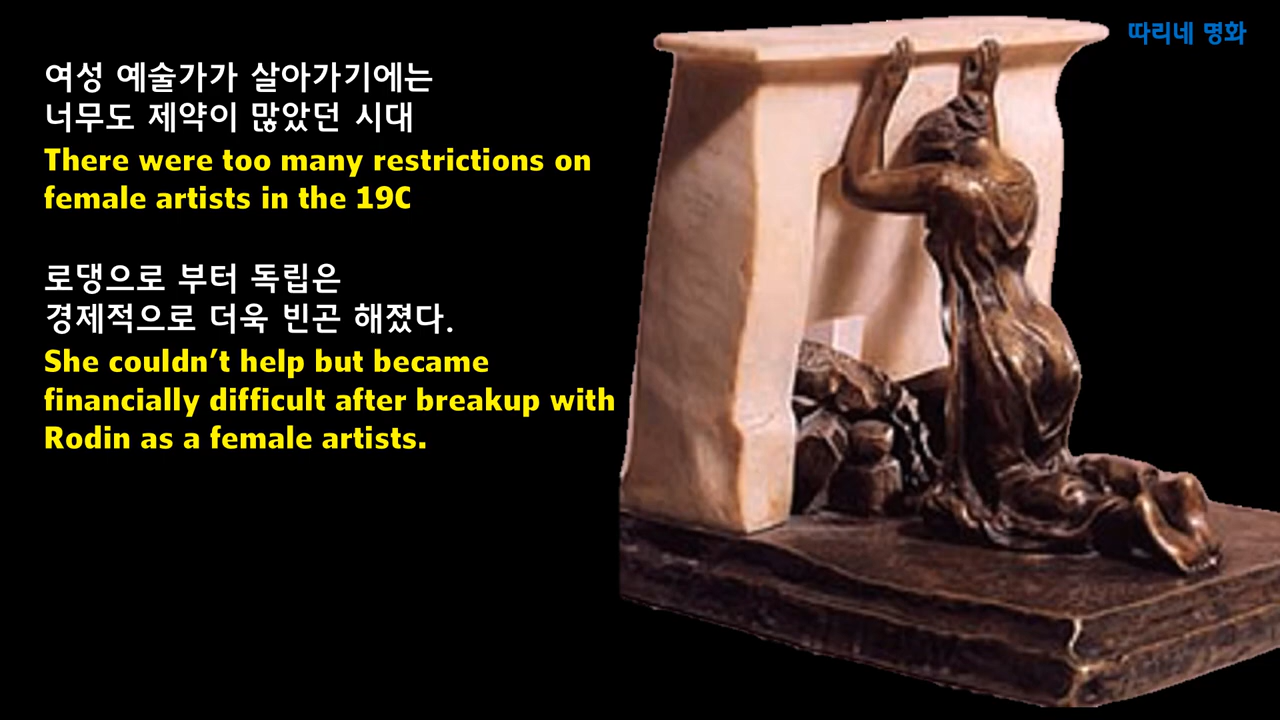 따리네 명화
여성 예술가가 살아가기에는
너무도 제약이 많았던 시대
There were too many restrictions on
female artists in the 19C
로댕으로 부터 독립은
경제적으로 더욱 빈곤 해졌다.
She couldn’t help but became
financially difficult after breakup with
Rodin as a female artists.